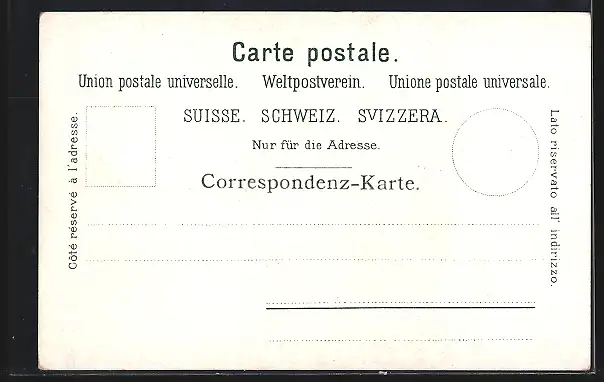 Carte postale.
Union postale universelle. Weltpostverein. Unione postale universale.
SUISSE. SCHWEIZ. SVIZZERA.
Nur für die Adresse.
Correspondenz-Karte.
Côté réservé à l'adresse.
Lato riservato all' indirizzo.